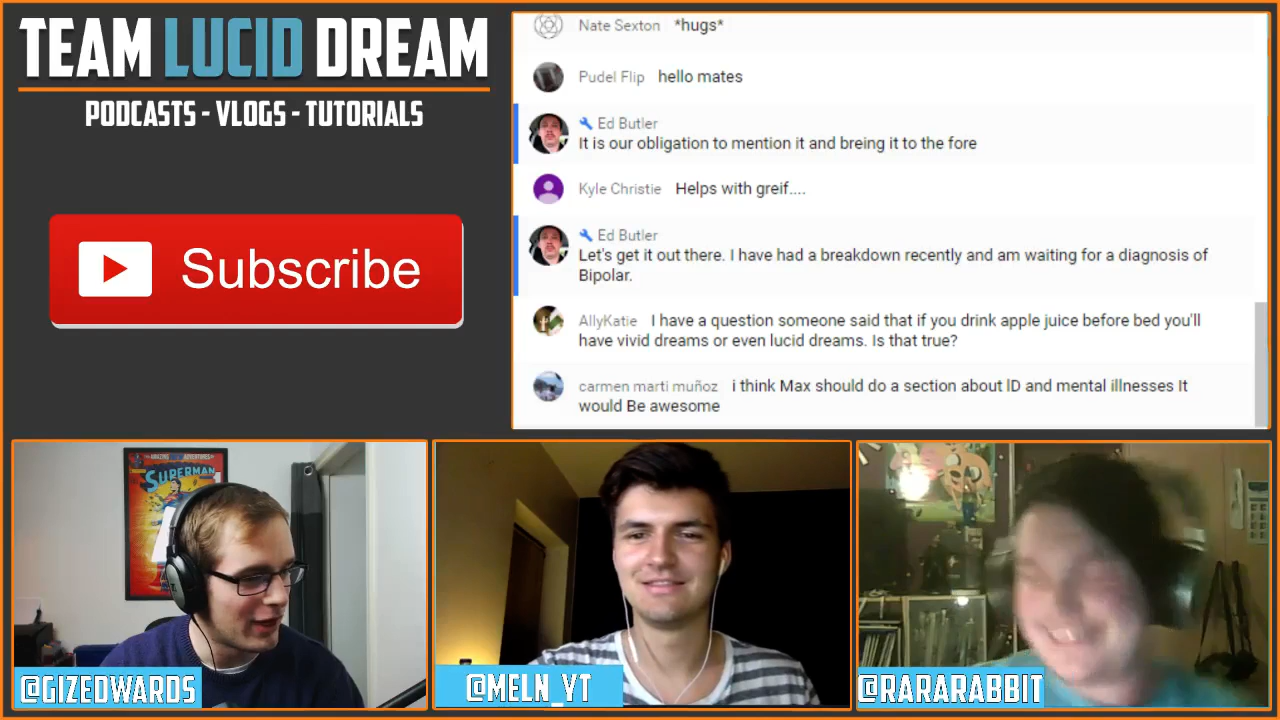 TEAM LUCID DREAM
PODCASTS - VLOGS - TUTORIALS
Subscribe
Nate Sexton *hugs*
Pudel Flip hello mates
Ed Butler
It is our obligation to mention it and breing it to the fore
Kyle Christie Helps with greif....
Ed Butler
Let's get it out there. I have had a breakdown recently and am waiting for a diagnosis of
Bipolar.
AllyKatie I have a question someone said that if you drink apple juice before bed you'll
have vivid dreams or even lucid dreams. Is that true?
carmen marti muñoz i think Max should do a section about lD and mental illnesses It
would Be awesome
SUPERMAN
@GIZEDWARDS
@MELN_YT
@RARARABBIT